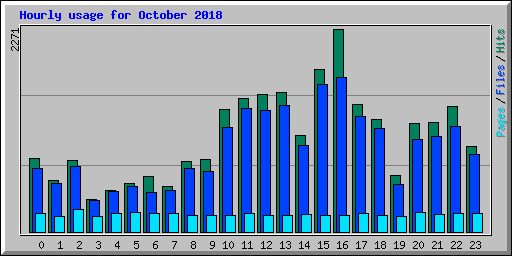 Hourly usage for October 2018
2271
Pages/Files/Hits
0 1 2 3 4 5 6 7 8 9 10 11 12 13 14 15 16 17 18 19 20 21 22 23